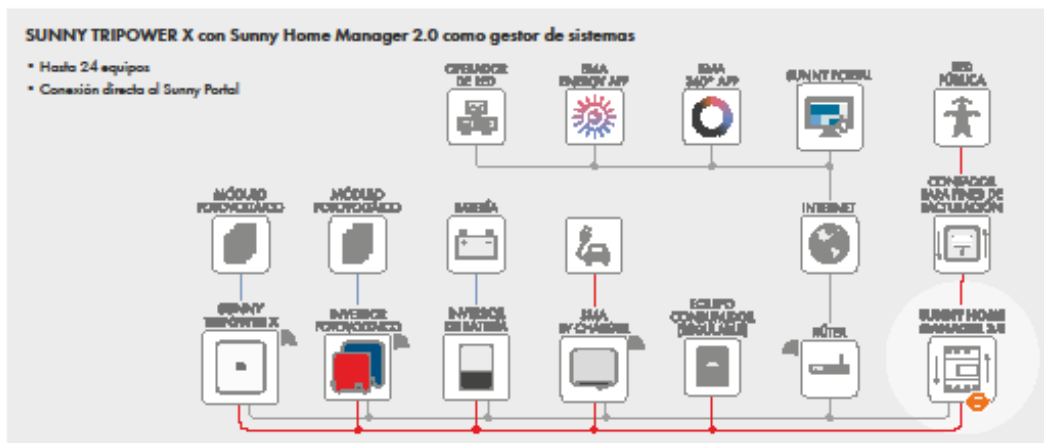 SUNNY TRIPOWER X con Sunny Home Manager 2.0 como gestor de sistemas
• Hasta 24 equipos
• Conexión directa al Sunny Portal
OPERADOR
DE RED
SMA
ENERGY APP
SMA
360° APP
SUNNY PORTAL
RED
PÚBLICA
MÓDULO
FOTOVOLTAICO
MÓDULO
FOTOVOLTAICO
BATERÍA
INTERNET
CONTADOR
PARA FINES DE
FACTURACIÓN
SUNNY
TRIPOWER X
INVERSOR
FOTOVOLTAICO
INVERSOR
DE BATERÍA
SMA
EV CHARGER
EQUIPO
CONSUMIDOR
(REGULABLE)
RÚTER
SUNNY HOME
MANAGER 2.0